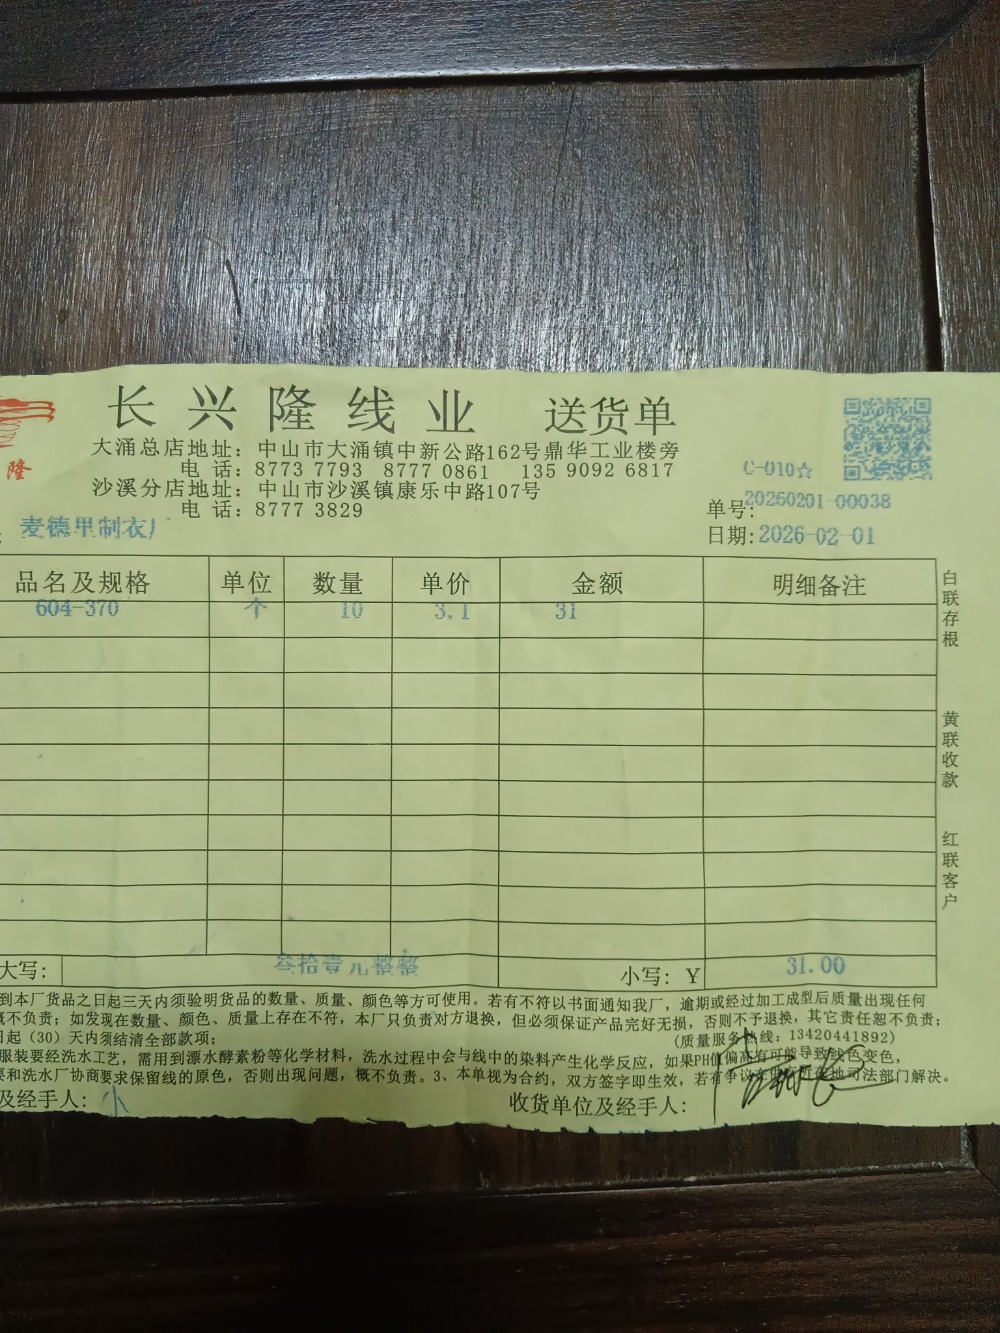 长兴隆线业 送货单
隆
大涌总店地址：中山市大涌镇中新公路162号鼎华工业楼旁
电 话：8773 7793 8777 0861 135 9092 6817
沙溪分店地址：中山市沙溪镇康乐中路107号
电 话：8777 3829
C-010☆
单号：20260201-00038
日期：2026-02-01
：麦德里制衣厂
品名及规格 单位 数量 单价 金额 明细备注
604-370 个 10 3.1 31
白联存根
黄联收款
红联客户
大写： 叁拾壹元整整 小写：Y 31.00
到本厂货品之日起三天内须验明货品的数量、质量、颜色等方可使用。若有不符以书面通知我厂，逾期或经过加工成型后质量出现任何
概不负责；如发现在数量、颜色、质量上存在不符，本厂只负责对方退换，但必须保证产品完好无损，否则不予退换，其它责任恕不负责；
日起（30）天内须结清全部款项； (质量服务热线：13420441892)
服装要经洗水工艺，需用到漂水酵素粉等化学材料，洗水过程中会与线中的染料产生化学反应，如果PH值偏高有可能导致线色变色，
要和洗水厂协商要求保留线的原色，否则出现问题，概不负责。3、本单视为合约，双方签字即生效，若有争议 地司法部门解决。
及经手人：小 收货单位及经手人：